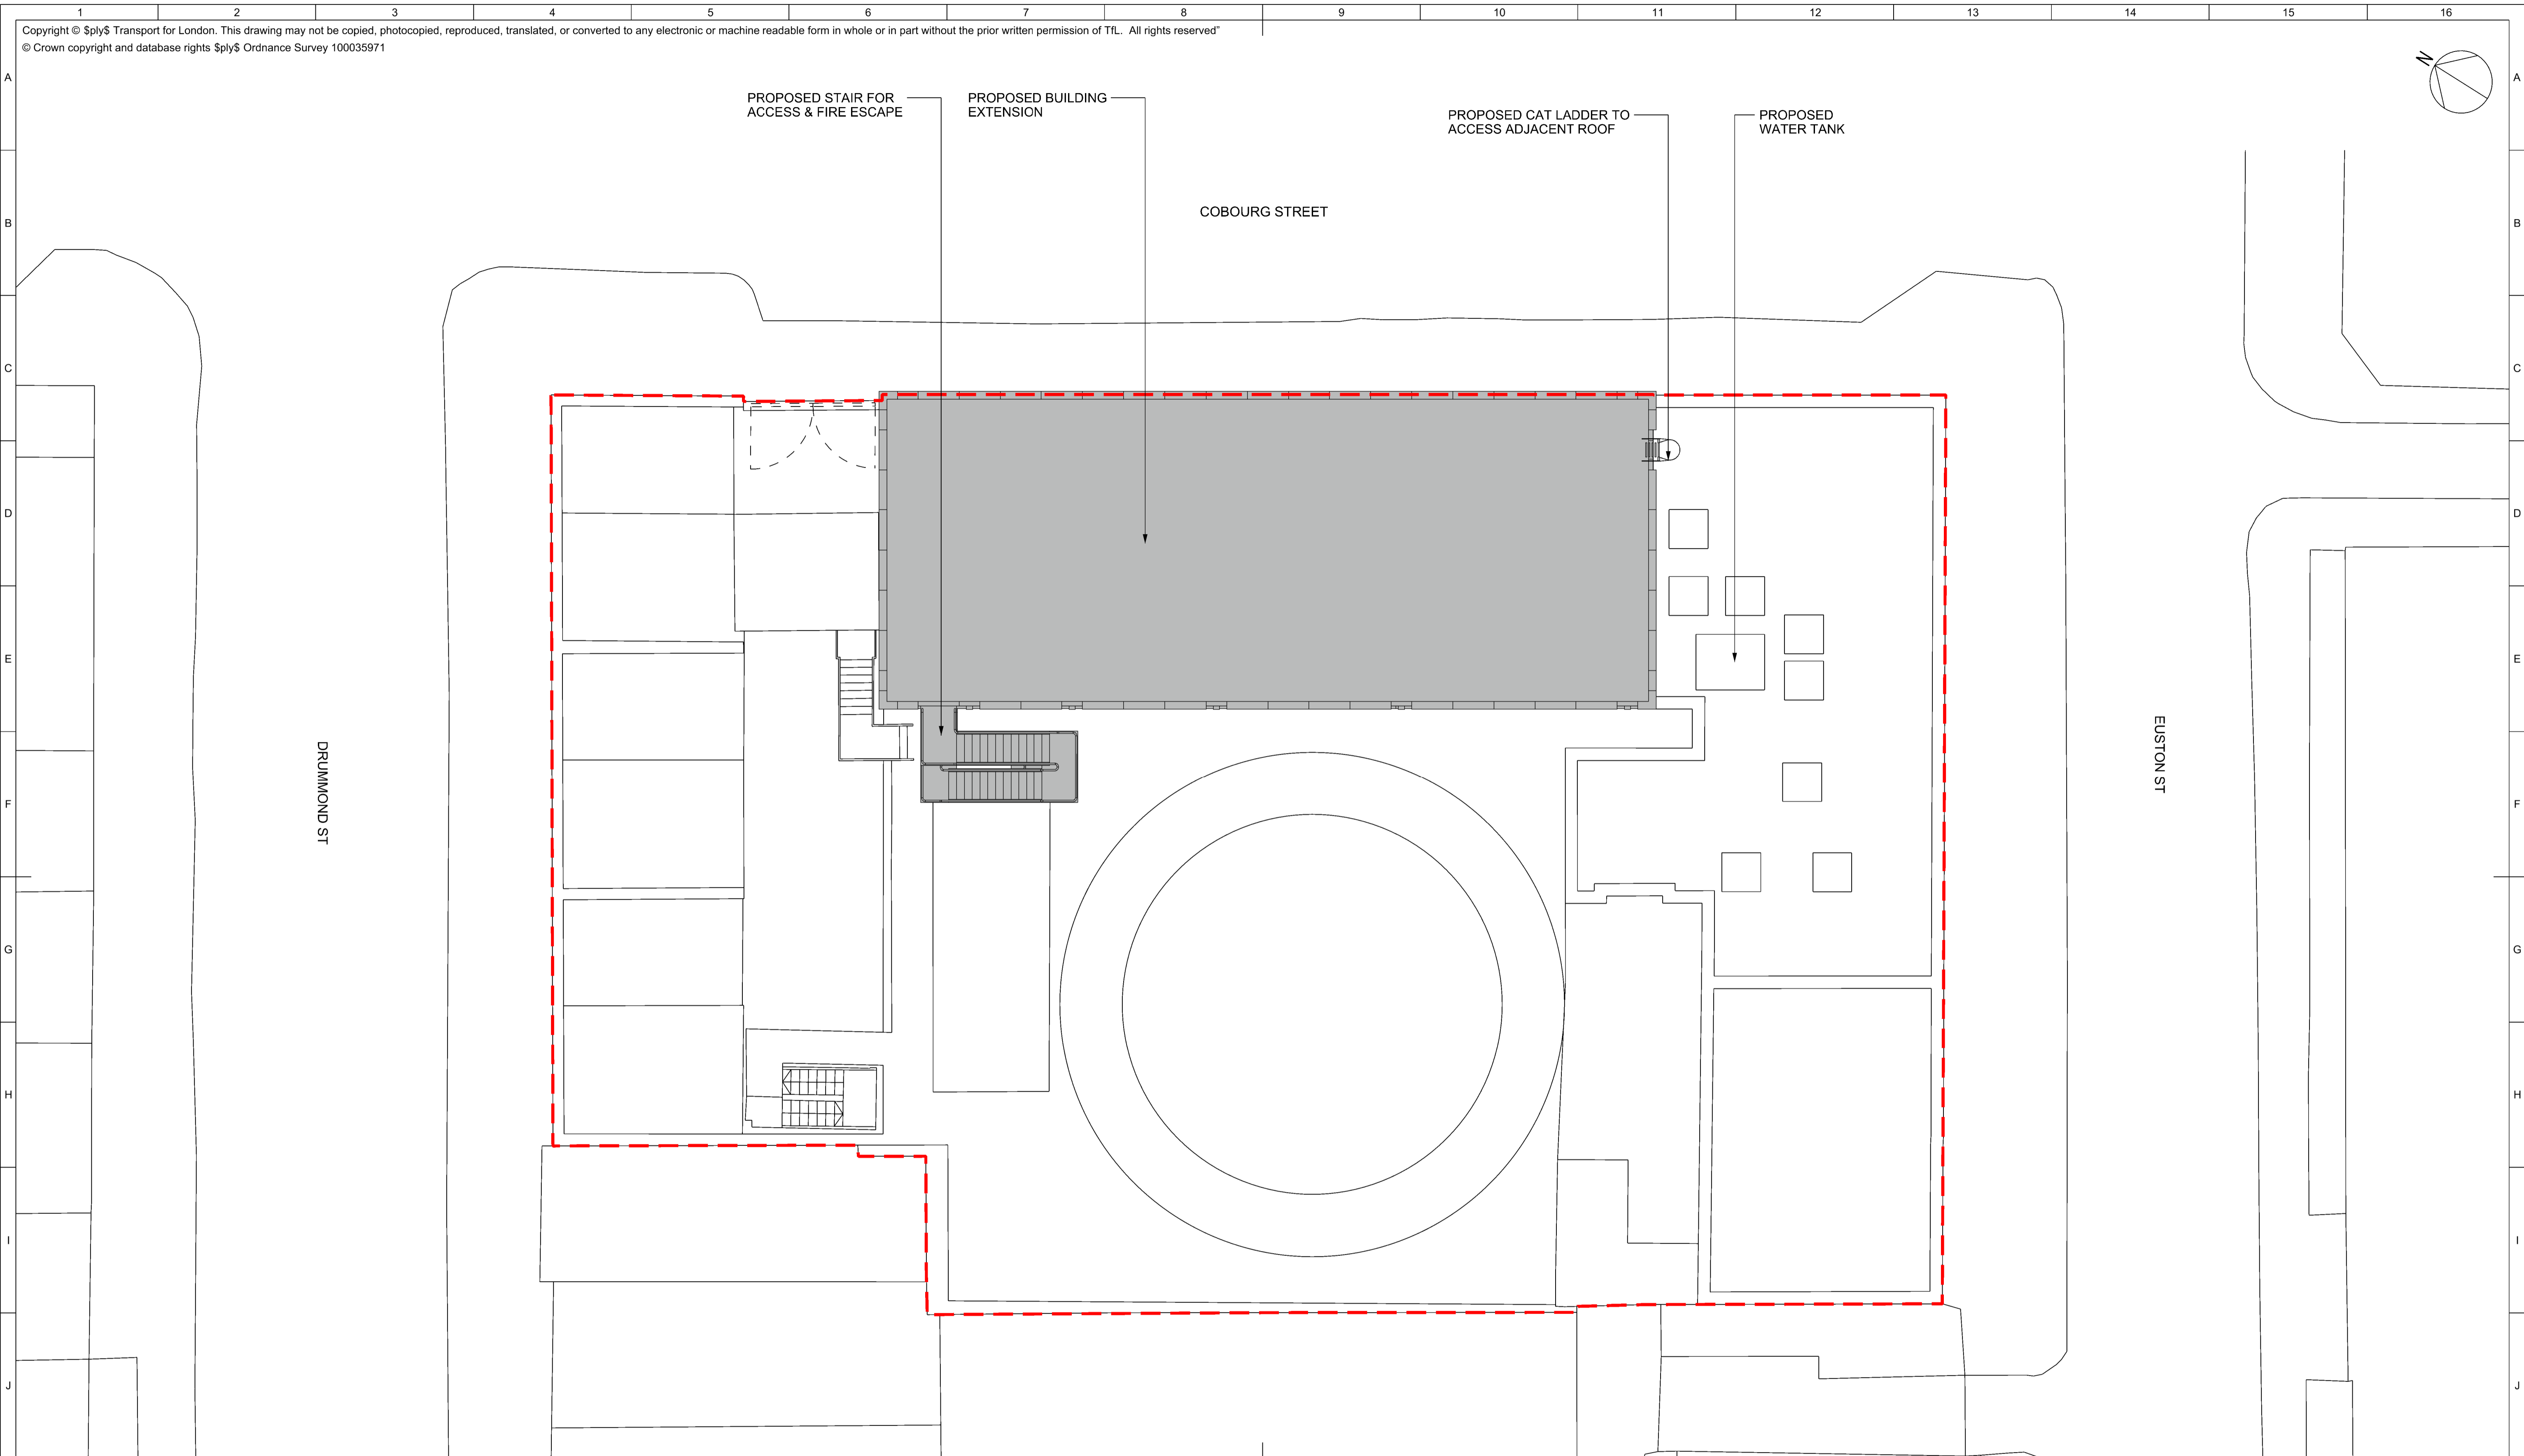 1 2 3 4 5 6 7 8 9 10 11 12 13 14 15 16
Copyright © $ply$ Transport for London. This drawing may not be copied, photocopied, reproduced, translated, or converted to any electronic or machine readable form in whole or in part without the prior written permission of TfL. All rights reserved"
© Crown copyright and database rights $ply$ Ordnance Survey 100035971
N
A A
PROPOSED STAIR FOR
ACCESS & FIRE ESCAPE
PROPOSED BUILDING
EXTENSION
PROPOSED CAT LADDER TO
ACCESS ADJACENT ROOF
PROPOSED
WATER TANK
COBOURG STREET
B B
C C
D D
E E
DRUMMOND ST
EUSTON ST
F F
G G
H H
I I
J J